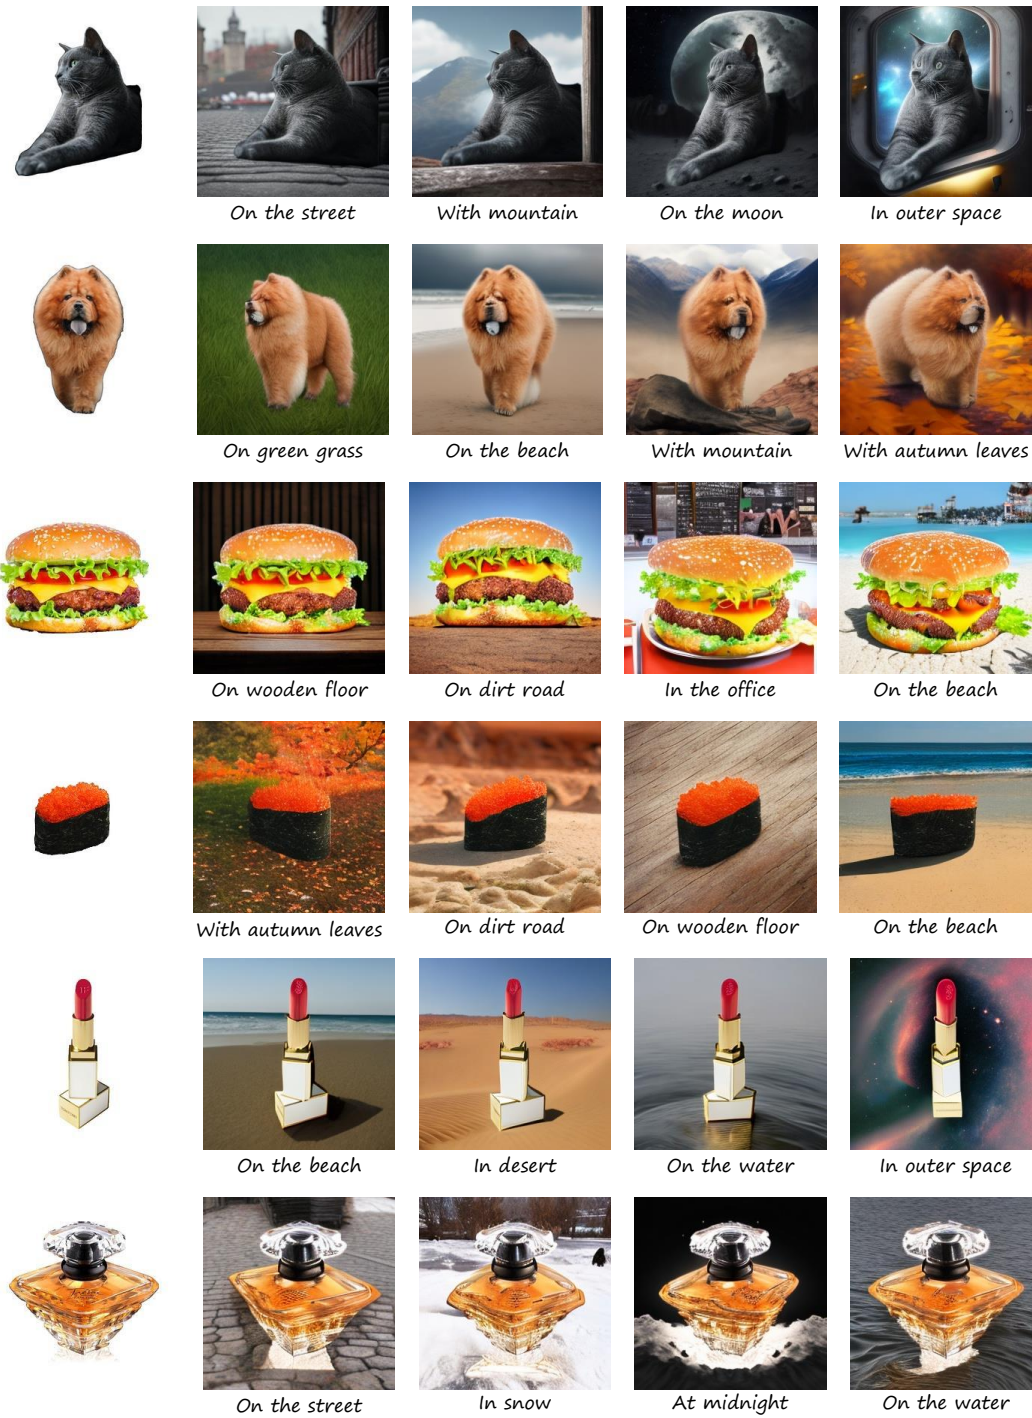 On the street
With mountain
On the moon
In outer space
On green grass
On the beach
With mountain
With autumn leaves
On wooden floor
On dirt road
In the office
On the beach
With autumn leaves
On dirt road
On wooden floor
On the beach
On the beach
In desert
On the water
In outer space
On the street
In snow
At midnight
On the water